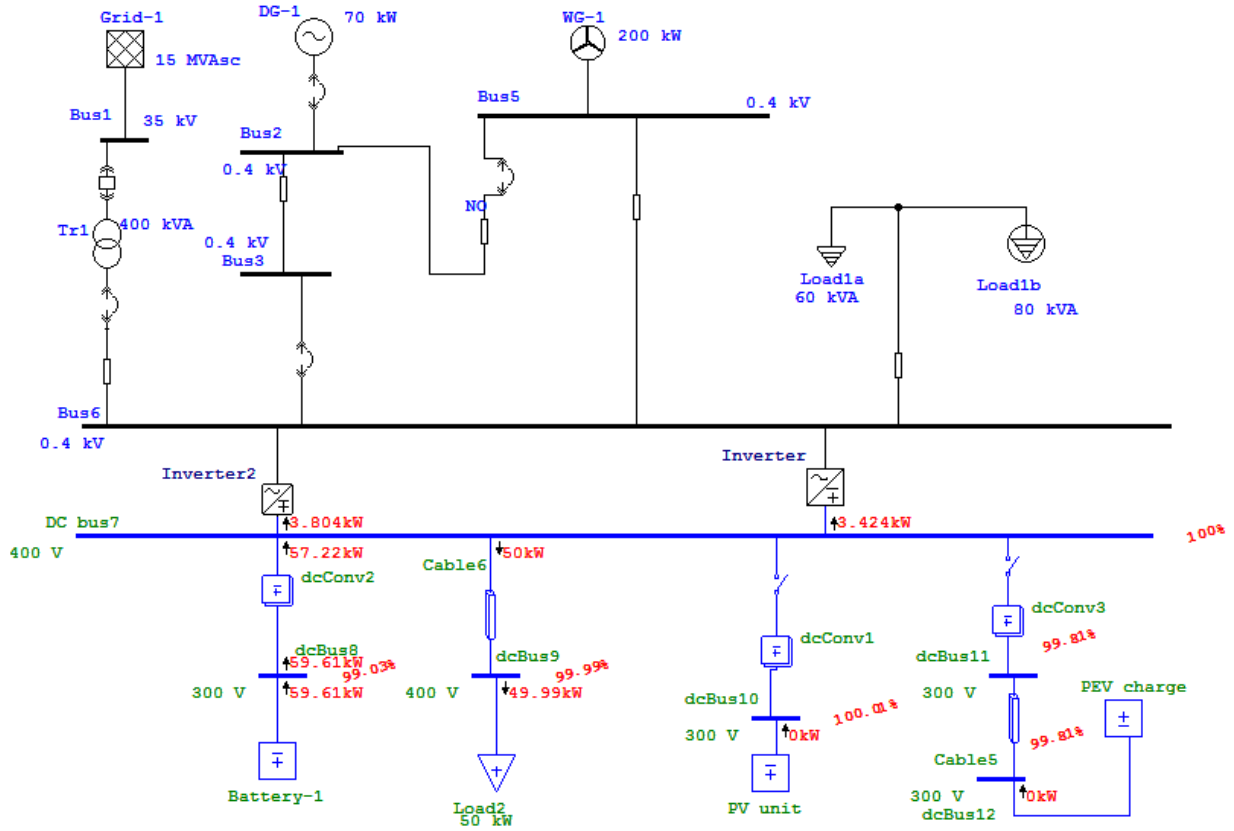 Grid-1
DG-1
70 kW
WG-1
200 kW
15 MVAsc
Bus1
35 kV
Bus2
0.4 kV
Bus5
0.4 kV
NO
Tr1
400 kVA
0.4 kV
Bus3
Load1a
60 kVA
Load1b
80 kVA
Bus6
0.4 kV
Inverter2
Inverter
DC bus7
400 V
3.804kW
3.424kW
100%
57.22kW
50kW
Cable6
dcConv2
dcConv1
dcConv3
dcBus8
59.61kW
99.03%
300 V
59.61kW
dcBus9
99.99%
400 V
49.99kW
dcBus10
100.01%
300 V
0kW
99.81%
dcBus11
300 V
PEV charge
99.81%
Cable5
300 V
0kW
dcBus12
Battery-1
Load2
50 kW
PV unit